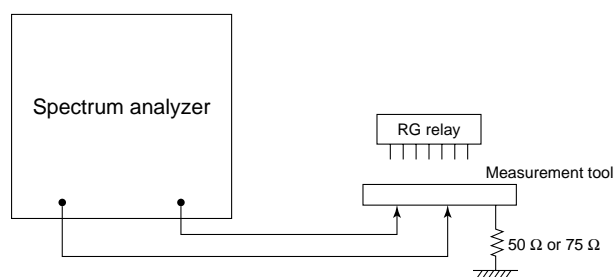 Spectrum analyzer
RG relay
Measurement tool
50 Ω or 75 Ω